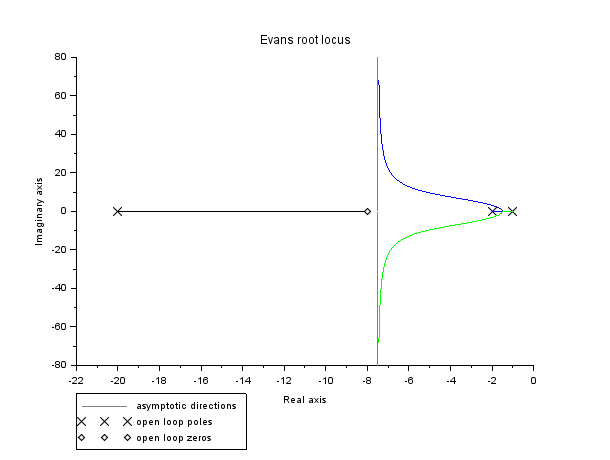 Evans root locus
80
60
40
20
0
-20
-40
-60
-80
Imaginary axis
-22 -20 -18 -16 -14 -12 -10 -8 -6 -4 -2 0
Real axis
asymptotic directions
open loop poles
open loop zeros